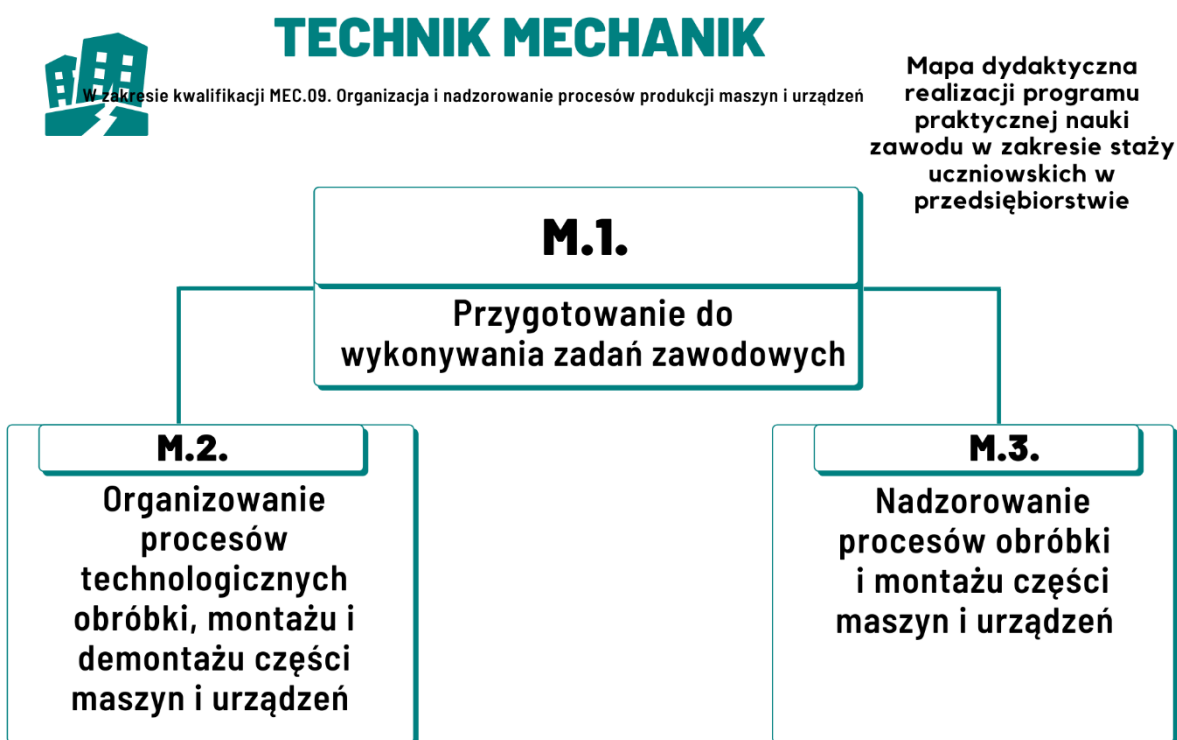 TECHNIK MECHANIK
W zakresie kwalifikacji MEC.09. Organizacja i nadzorowanie procesów produkcji maszyn i urządzeń
Mapa dydaktyczna
realizacji programu
praktycznej nauki
zawodu w zakresie staży
uczniowskich w
przedsiębiorstwie
M.1.
Przygotowanie do
wykonywania zadań zawodowych
M.2.
Organizowanie
procesów
technologicznych
obróbki, montażu i
demontażu części
maszyn i urządzeń
M.3.
Nadzorowanie
procesów obróbki
i montażu części
maszyn i urządzeń